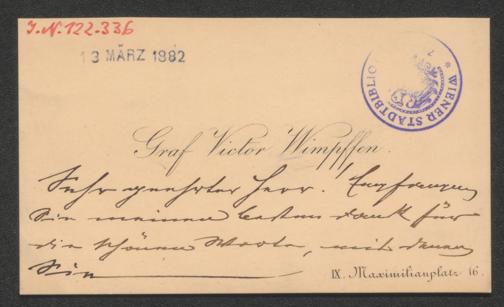 I.N. 122.336
13 MÄRZ 1982
WIENER STADTBIBLIO
Graf Victor Wimpffen.
Sehr geehrter Herr! Empfangen
Sie meinen besten Dank für
die schönen Worte, mit denen
Sie
IX. Maximilianplatz 16.